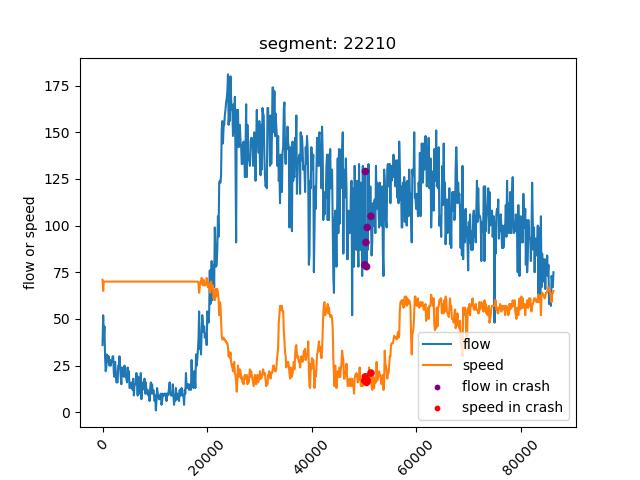 segment: 22210
flow or speed
175
150
125
100
75
50
25
0
0
20000
40000
60000
80000
flow
speed
flow in crash
speed in crash